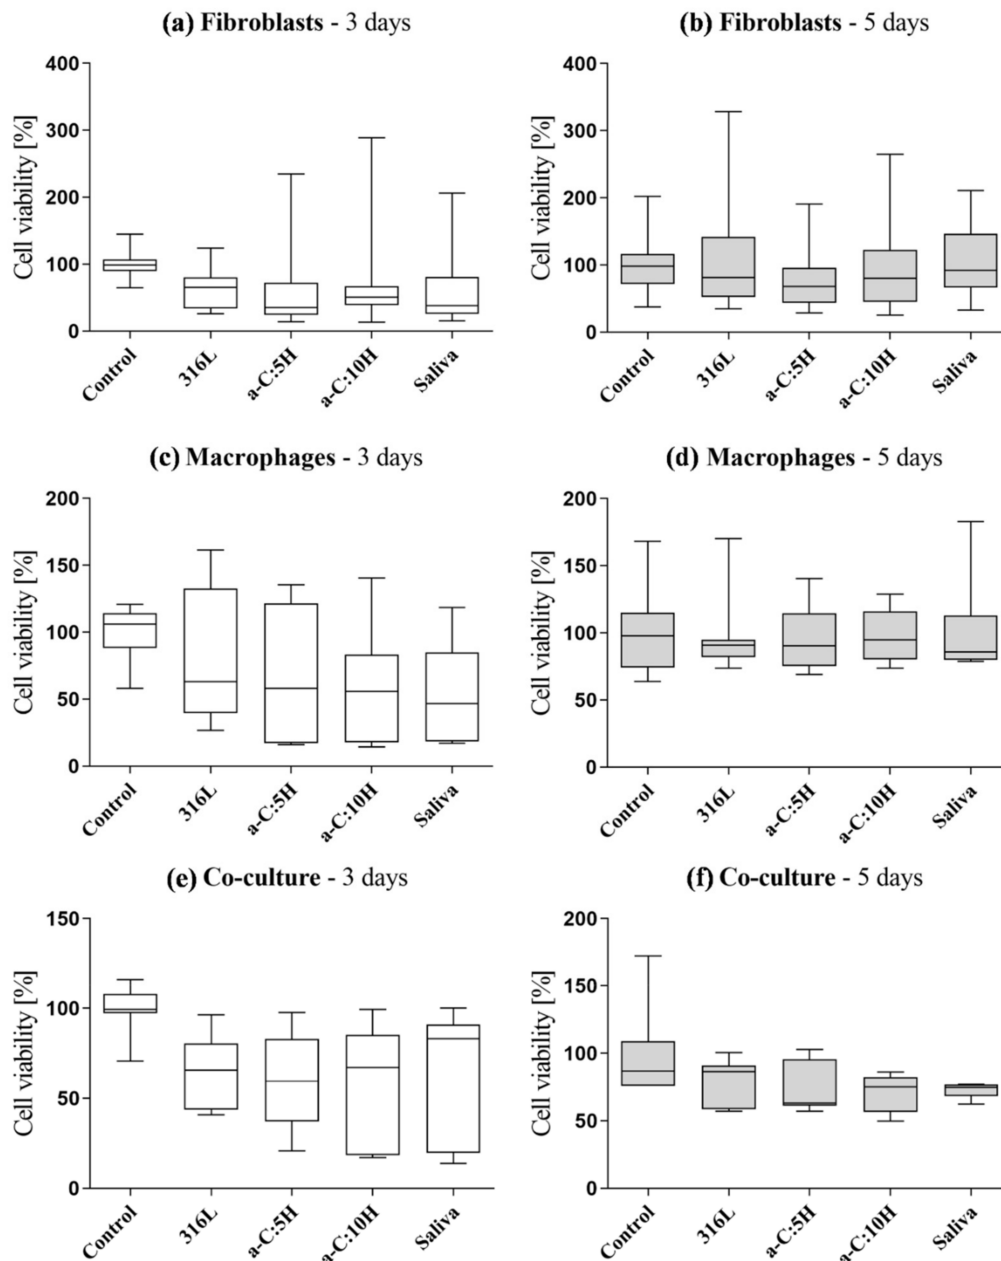 (a) Fibroblasts - 3 days
Cell viability [%]
400
300
200
100
0
Control
316L
a-C:5H
a-C:10H
Saliva
(b) Fibroblasts - 5 days
Cell viability [%]
400
300
200
100
0
Control
316L
a-C:5H
a-C:10H
Saliva
(c) Macrophages - 3 days
Cell viability [%]
200
150
100
50
0
Control
316L
a-C:5H
a-C:10H
Saliva
(d) Macrophages - 5 days
Cell viability [%]
200
150
100
50
0
Control
316L
a-C:5H
a-C:10H
Saliva
(e) Co-culture - 3 days
Cell viability [%]
150
100
50
0
Control
316L
a-C:5H
a-C:10H
Saliva
(f) Co-culture - 5 days
Cell viability [%]
200
150
100
50
0
Control
316L
a-C:5H
a-C:10H
Saliva